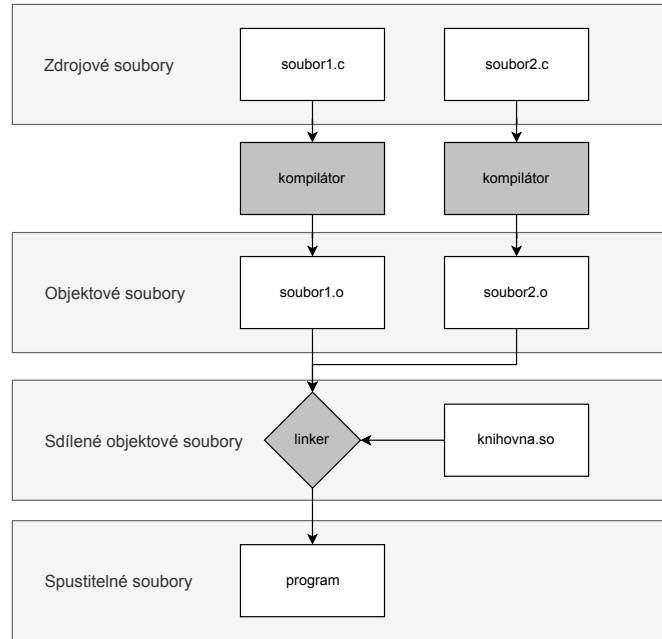 Zdrojové soubory
soubor1.c
soubor2.c
kompilátor
kompilátor
Objektové soubory
soubor1.o
soubor2.o
Sdílené objektové soubory
linker
knihovna.so
Spustitelné soubory
program